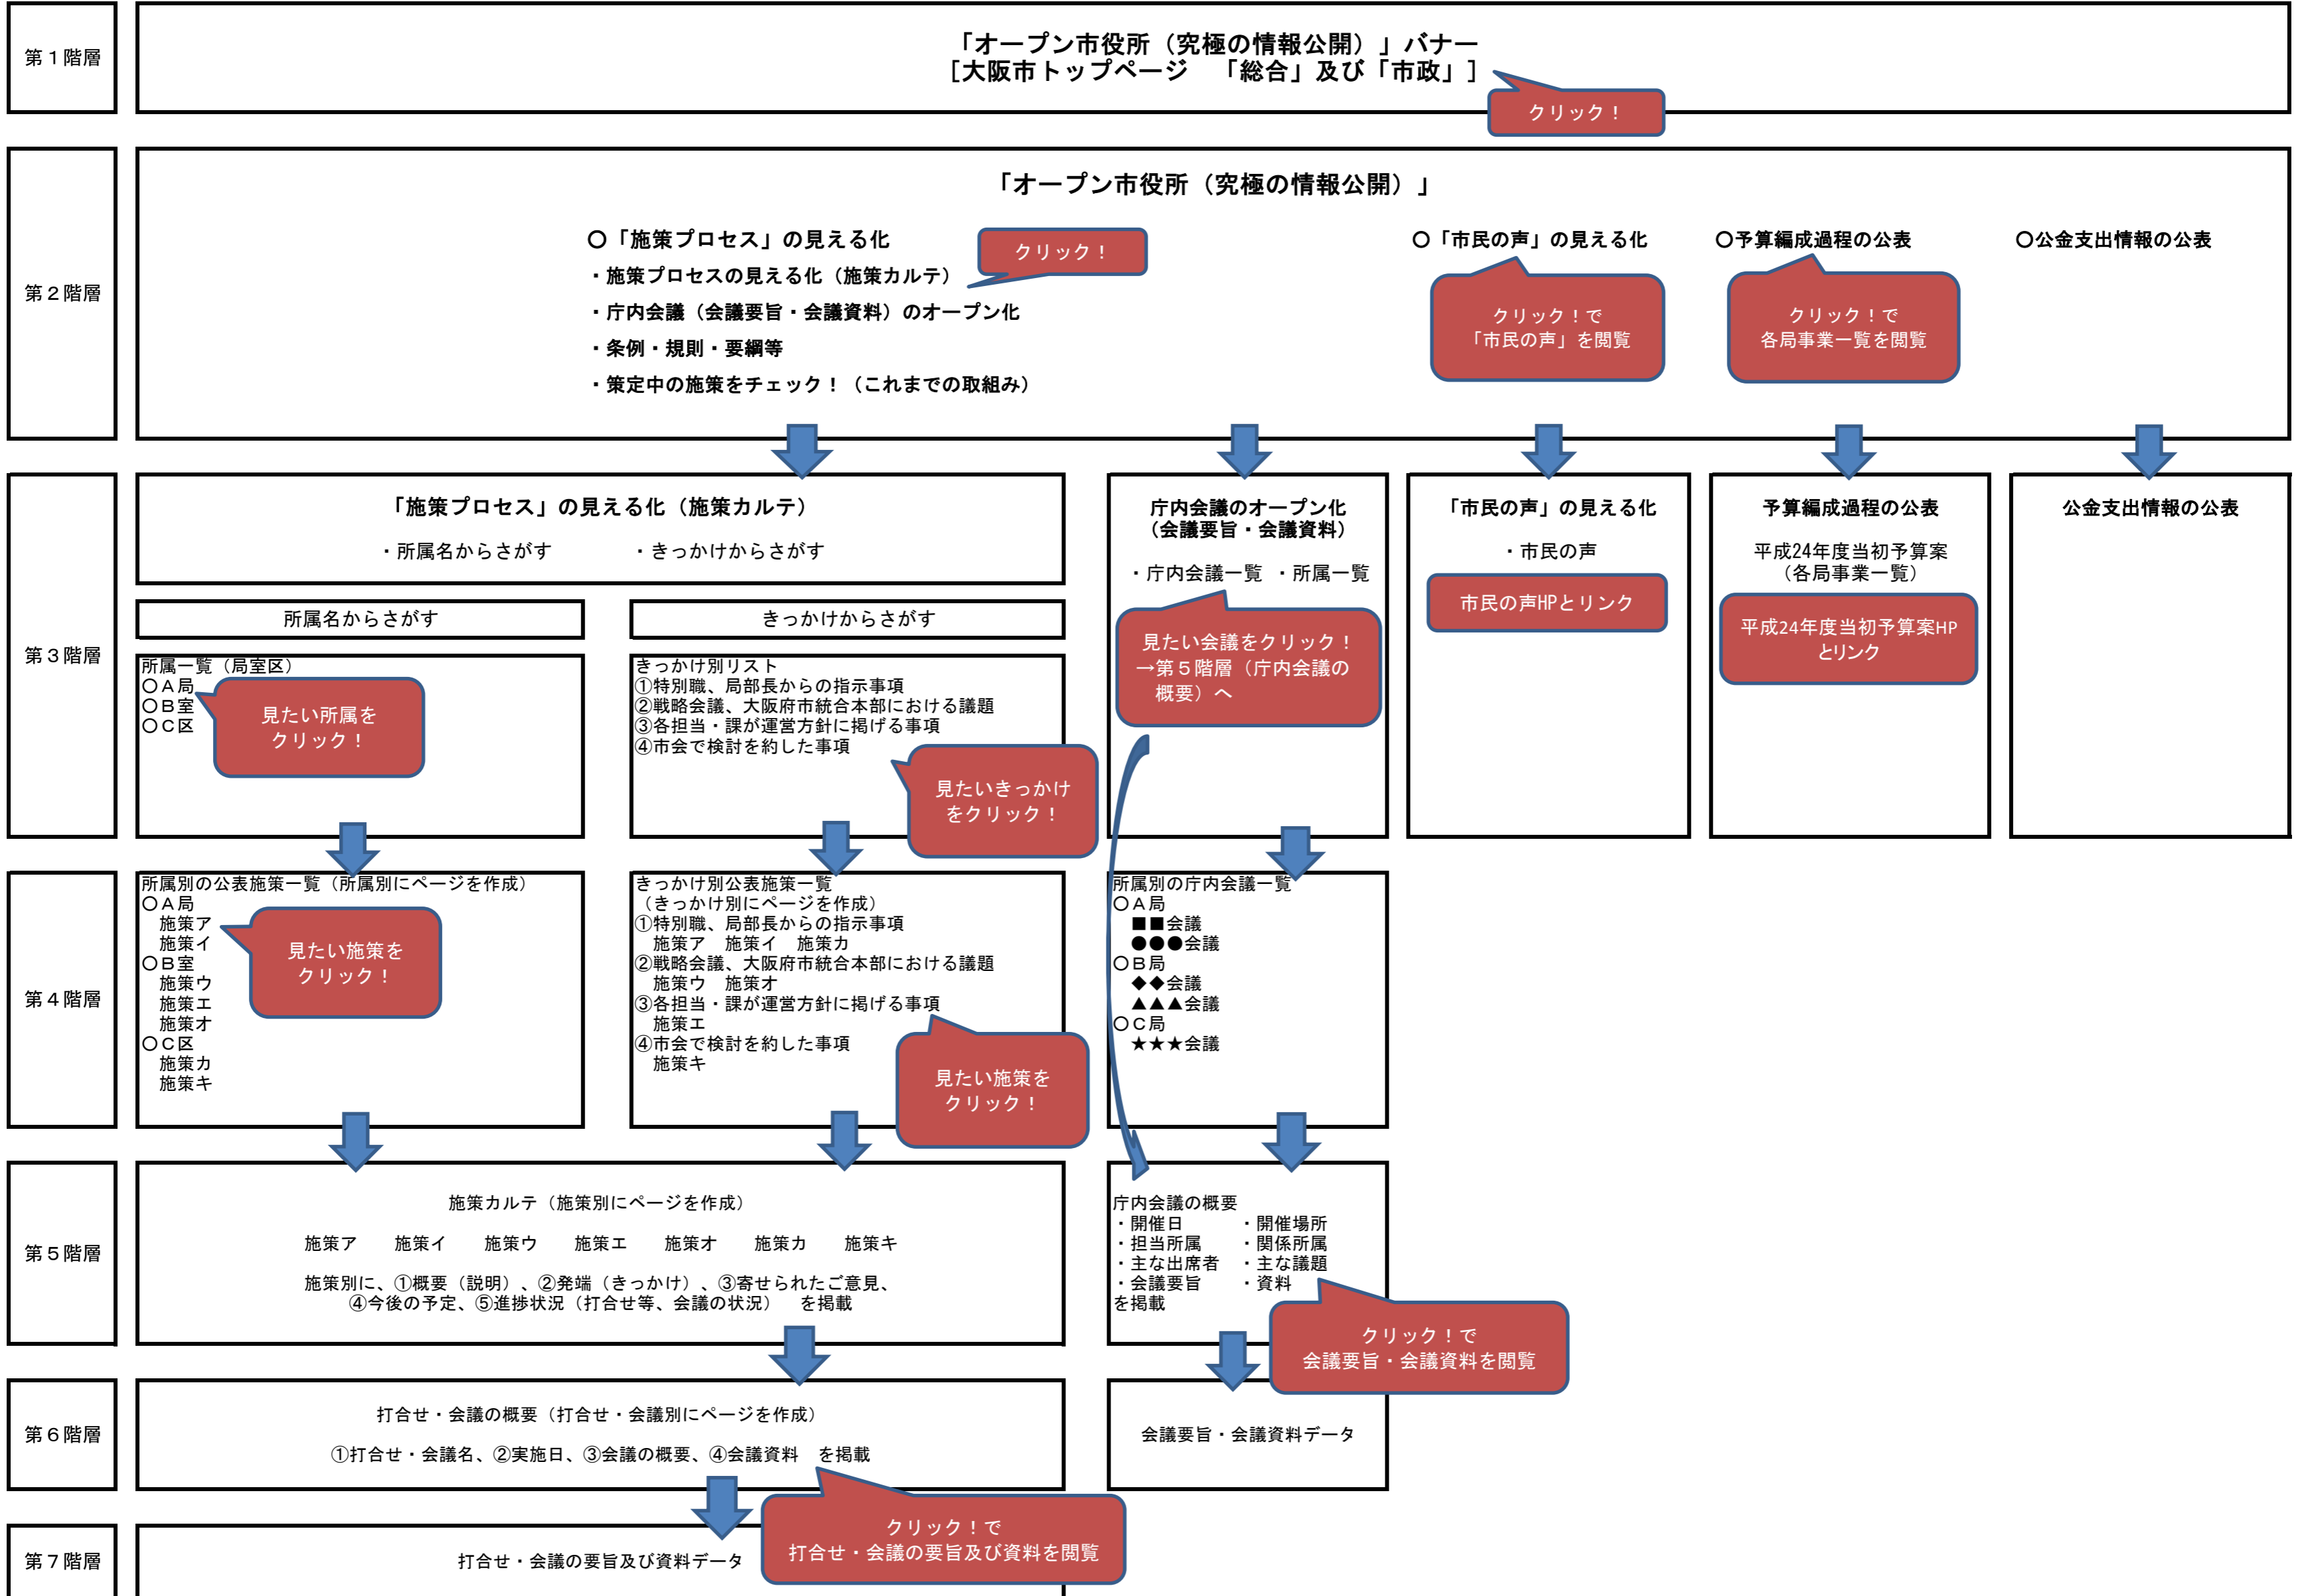 第１階層
「オープン市役所（究極の情報公開）」バナー
［大阪市トップページ　「総合」及び「市政」］
クリック！
第２階層
「オープン市役所（究極の情報公開）」
〇「施策プロセス」の見える化
クリック！
・施策プロセスの見える化（施策カルテ）
・庁内会議（会議要旨・会議資料）のオープン化
・条例・規則・要綱等
・策定中の施策をチェック！（これまでの取組み）
〇「市民の声」の見える化
クリック！で
「市民の声」を閲覧
〇予算編成過程の公表
クリック！で
各局事業一覧を閲覧
〇公金支出情報の公表
第３階層
「施策プロセス」の見える化（施策カルテ）
・所属名からさがす　　　　・きっかけからさがす
所属名からさがす
所属一覧（局室区）
〇Ａ局
〇Ｂ室
〇Ｃ区
見たい所属を
クリック！
きっかけからさがす
きっかけ別リスト
①特別職、局部長からの指示事項
②戦略会議、大阪府市統合本部における議題
③各担当・課が運営方針に掲げる事項
④市会で検討を約した事項
見たいきっかけ
をクリック！
庁内会議のオープン化
（会議要旨・会議資料）
・庁内会議一覧　・所属一覧
見たい会議をクリック！
→第５階層（庁内会議の
概要）へ
「市民の声」の見える化
・市民の声
市民の声HPとリンク
予算編成過程の公表
平成24年度当初予算案
（各局事業一覧）
平成24年度当初予算案HP
とリンク
公金支出情報の公表
第４階層
所属別の公表施策一覧（所属別にページを作成）
〇Ａ局
施策ア
施策イ
〇Ｂ室
施策ウ
施策エ
施策オ
〇Ｃ区
施策カ
施策キ
見たい施策を
クリック！
きっかけ別公表施策一覧
（きっかけ別にページを作成）
①特別職、局部長からの指示事項
施策ア　施策イ　施策カ
②戦略会議、大阪府市統合本部における議題
施策ウ　施策オ
③各担当・課が運営方針に掲げる事項
施策エ
④市会で検討を約した事項
施策キ
見たい施策を
クリック！
所属別の庁内会議一覧
〇Ａ局
■■会議
●●●会議
〇Ｂ局
◆◆会議
▲▲▲会議
〇Ｃ局
★★★会議
第５階層
施策カルテ（施策別にページを作成）
施策ア　　施策イ　　施策ウ　　施策エ　　施策オ　　施策カ　　施策キ
施策別に、①概要（説明）、②発端（きっかけ）、③寄せられたご意見、
④今後の予定、⑤進捗状況（打合せ等、会議の状況）　を掲載
庁内会議の概要
・開催日　　　・開催場所
・担当所属　　・関係所属
・主な出席者　・主な議題
・会議要旨　　・資料
を掲載
クリック！で
会議要旨・会議資料を閲覧
第６階層
打合せ・会議の概要（打合せ・会議別にページを作成）
①打合せ・会議名、②実施日、③会議の概要、④会議資料　を掲載
会議要旨・会議資料データ
第７階層
打合せ・会議の要旨及び資料データ
クリック！で
打合せ・会議の要旨及び資料を閲覧